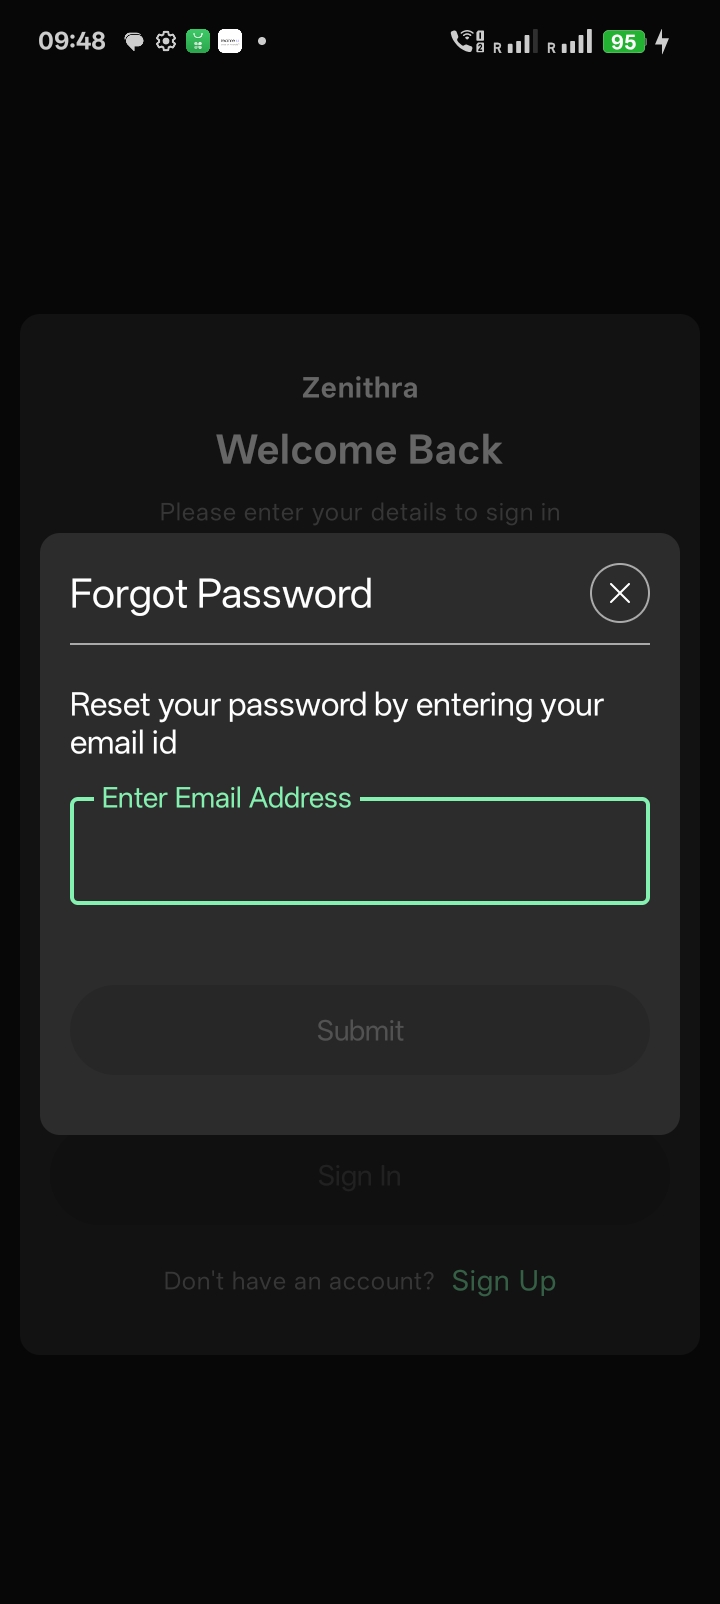 09:48
R R 95
Zenithra
Welcome Back
Please enter your details to sign in
Forgot Password
Reset your password by entering your
email id
Enter Email Address
Submit
Sign In
Don't have an account? Sign Up